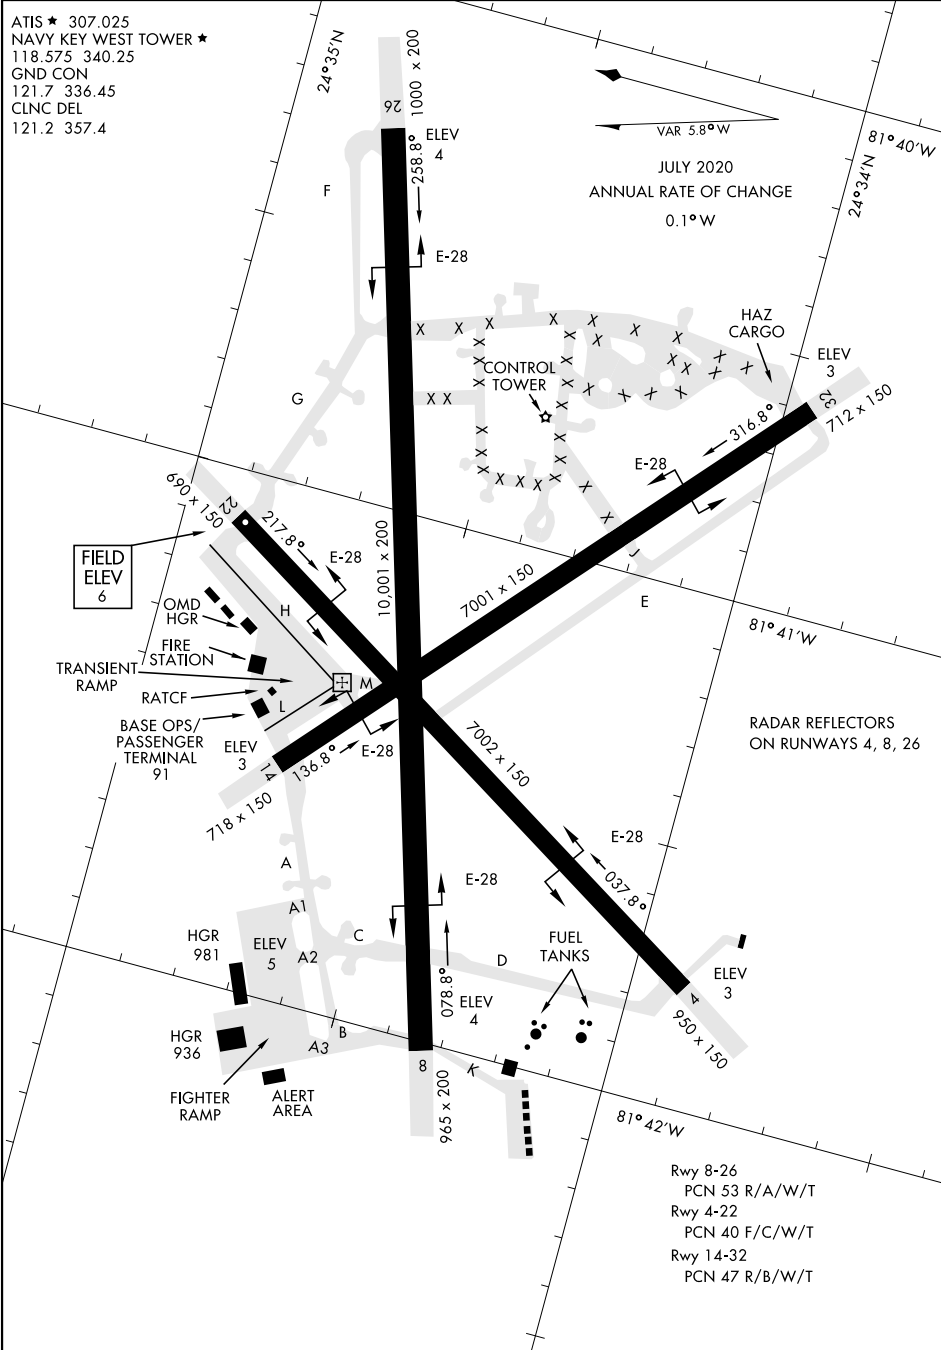 ATIS ★ 307.025
NAVY KEY WEST TOWER ★
118.575 340.25
GND CON
121.7 336.45
CLNC DEL
121.2 357.4
24°35'N
1000 x 200
26
ELEV
4
258.8°
F
E-28
VAR 5.8° W
81°40'W
JULY 2020
ANNUAL RATE OF CHANGE
0.1° W
24°34'N
X X X X X X X
X X X X X X X X X X X X
X X X X X X X X X X
X X X X X X X X X X
HAZ
CARGO
CONTROL
TOWER
ELEV
3
32
712 x 150
316.8°
E-28
G
690 x 150
22
217.8°
E-28
10,001 x 200
7001 x 150
J
E
FIELD
ELEV
6
OMD
HGR
H
FIRE
STATION
TRANSIENT
RAMP
M
RATCF
L
BASE OPS/
PASSENGER
TERMINAL
91
ELEV
3
14
136.8°
E-28
718 x 150
81°41'W
RADAR REFLECTORS
ON RUNWAYS 4, 8, 26
7002 x 150
E-28
037.8°
A
E-28
A1
HGR
981
ELEV
5
A2
C
D
FUEL
TANKS
078.8°
ELEV
4
ELEV
3
4
950 x 150
HGR
936
B
A3
8
K
FIGHTER
RAMP
ALERT
AREA
965 x 200
81°42'W
Rwy 8-26
PCN 53 R/A/W/T
Rwy 4-22
PCN 40 F/C/W/T
Rwy 14-32
PCN 47 R/B/W/T